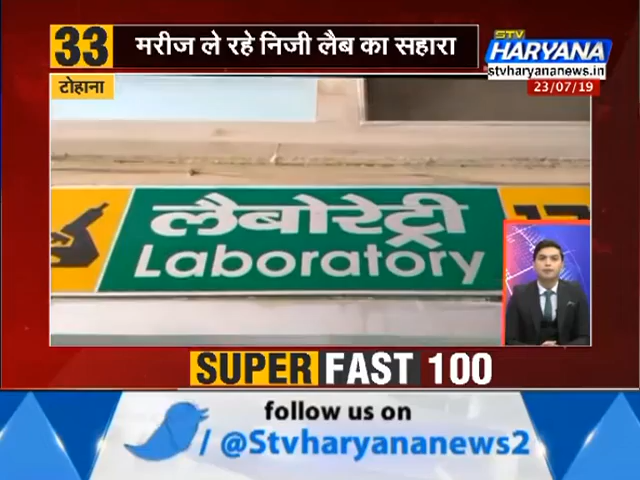 33
मरीज ले रहे निजी लैब का सहारा
STV
HARYANA
stvharyananews.in
टोहाना
23/07/19
लैबोरेट्री
Laboratory
SUPER FAST 100
follow us on
/@Stvharyananews2